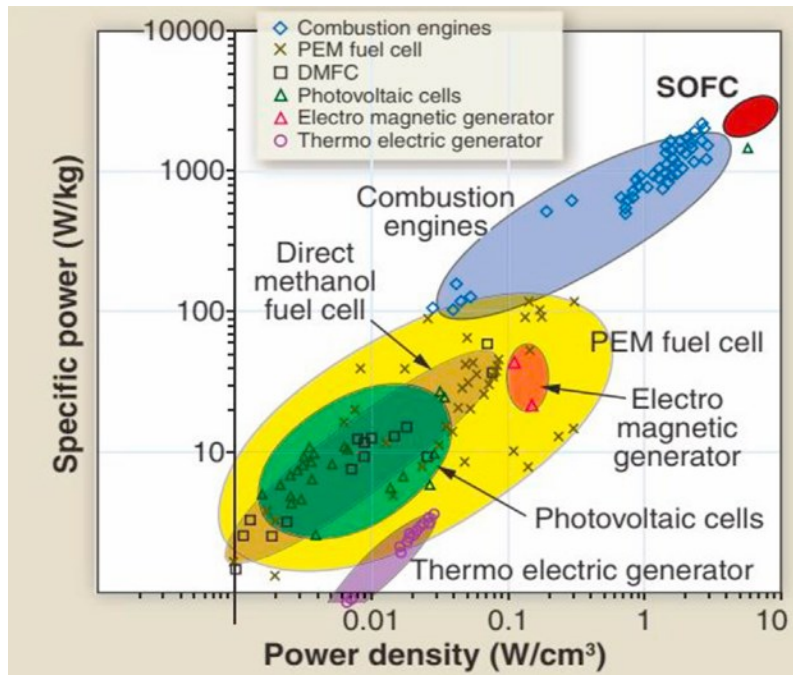 10000
Combustion engines
PEM fuel cell
DMFC
Photovoltaic cells
Electro magnetic generator
Thermo electric generator
SOFC
1000
Combustion
engines
Direct
methanol
fuel cell
100
PEM fuel cell
Electro
magnetic
generator
10
Photovoltaic cells
Thermo electric generator
0.01
0.1
1
10
Specific power (W/kg)
Power density (W/cm³)